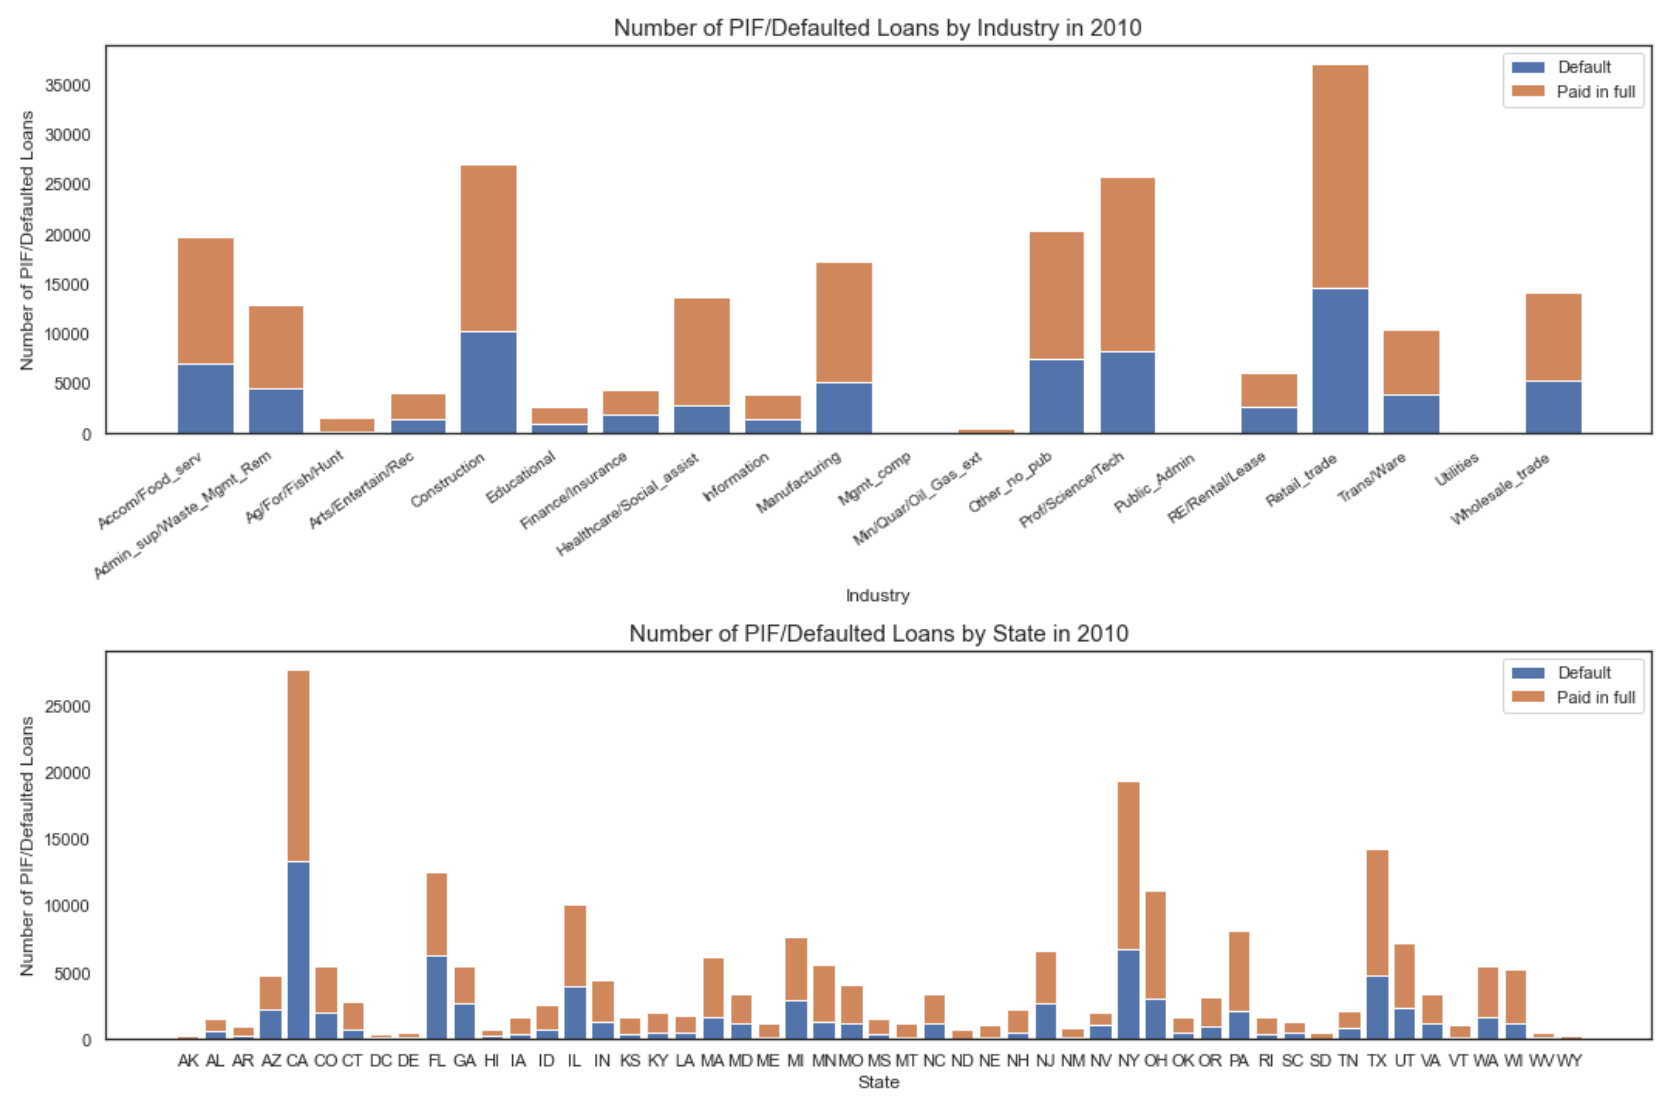 Number of PIF/Defaulted Loans by Industry in 2010
Number of PIF/Defaulted Loans
35000
30000
25000
20000
15000
10000
5000
0
Default
Paid in full
Accom/Food_serv
Admin_sup/Waste_Mgmt_Rem
Ag/For/Fish/Hunt
Arts/Entertain/Rec
Construction
Educational
Finance/Insurance
Healthcare/Social_assist
Information
Manufacturing
Mgmt_comp
Min/Quar/Oil_Gas_ext
Other_no_pub
Prof/Science/Tech
Public_Admin
RE/Rental/Lease
Retail_trade
Trans/Ware
Utilities
Wholesale_trade
Industry
Number of PIF/Defaulted Loans by State in 2010
Number of PIF/Defaulted Loans
25000
20000
15000
10000
5000
0
Default
Paid in full
AK AL AR AZ CA CO CT DC DE FL GA HI IA ID IL IN KS KY LA MA MD ME MI MN MO MS MT NC ND NE NH NJ NM NV NY OH OK OR PA RI SC SD TN TX UT VA VT WA WI WV WY
State